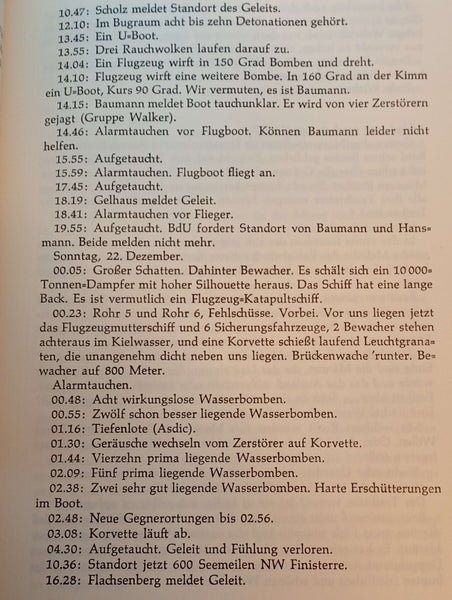 10.47: Scholz meldet Standort des Geleits.
12.10: Im Bugraum acht bis zehn Detonationen gehört.
13.45: Ein U=Boot.
13.55: Drei Rauchwolken laufen darauf zu.
14.04: Ein Flugzeug wirft in 150 Grad Bomben und dreht.
14.10: Flugzeug wirft eine weitere Bombe. In 160 Grad an der Kimm
ein U=Boot, Kurs 90 Grad. Wir vermuten, es ist Baumann.
14.15: Baumann meldet Boot tauchunklar. Er wird von vier Zerstörern
gejagt (Gruppe Walker).
14.46: Alarmtauchen vor Flugboot. Können Baumann leider nicht
helfen.
15.55: Aufgetaucht.
15.59: Alarmtauchen. Flugboot fliegt an.
17.45: Aufgetaucht.
18.19: Gelhaus meldet Geleit.
18.41: Alarmtauchen vor Flieger.
19.55: Aufgetaucht. BdU fordert Standort von Baumann und Hans=
mann. Beide melden nicht mehr.
Sonntag, 22. Dezember.
00.05: Großer Schatten. Dahinter Bewacher. Es schält sich ein 10 000=
Tonnen=Dampfer mit hoher Silhouette heraus. Das Schiff hat eine
lange Back. Es ist vermutlich ein Flugzeug=Katapultschiff.
00.23: Rohr 5 und Rohr 6, Fehlschüsse. Vorbei. Vor uns liegen jetzt
das Flugzeugmutterschiff und 6 Sicherungsfahrzeuge, 2 Bewacher stehen
achteraus im Kielwasser, und eine Korvette schießt laufend Leuchtgrana=
ten, die unangenehm dicht neben uns liegen. Brückenwache 'runter. Be=
wacher auf 800 Meter.
Alarmtauchen.
00.48: Acht wirkungslose Wasserbomben.
00.55: Zwölf schon besser liegende Wasserbomben.
01.16: Tiefenlote (Asdic).
01.30: Geräusche wechseln vom Zerstörer auf Korvette.
01.44: Vierzehn prima liegende Wasserbomben.
02.09: Fünf prima liegende Wasserbomben.
02.38: Zwei sehr gut liegende Wasserbomben. Harte Erschütterungen
im Boot.
02.48: Neue Gegnerortungen bis 02.56.
03.08: Korvette läuft ab.
04.30: Aufgetaucht. Geleit und Fühlung verloren.
10.36: Standort jetzt 600 Seemeilen NW Finisterre.
16.28: Flachsenberg meldet Geleit.